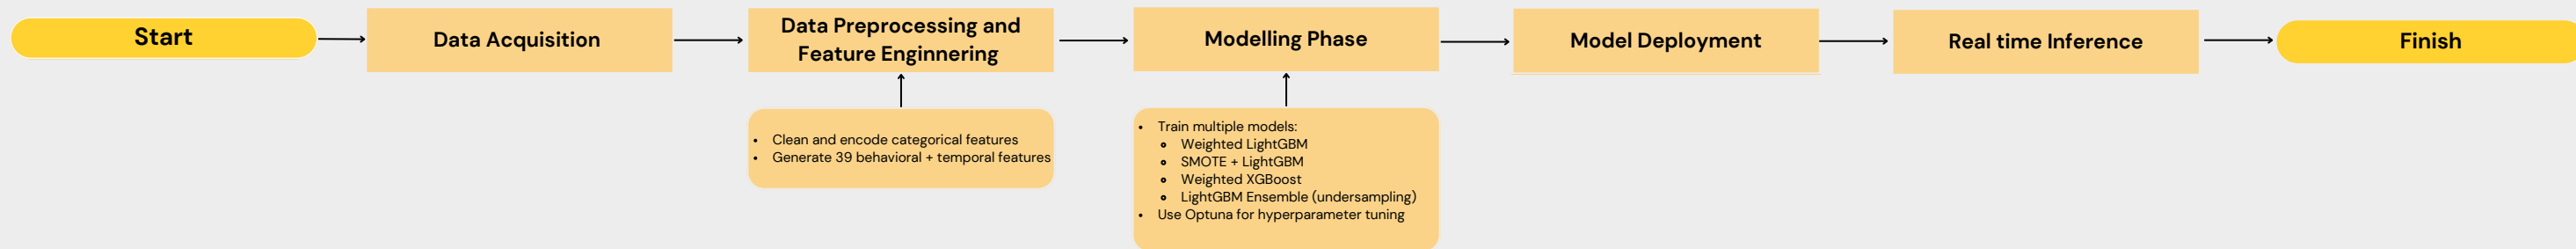 Start
Data Acquisition
Data Preprocessing and
Feature Enginnering
Modelling Phase
Model Deployment
Real time Inference
Finish
• Clean and encode categorical features
• Generate 39 behavioral + temporal features
• Train multiple models:
∘ Weighted LightGBM
∘ SMOTE + LightGBM
∘ Weighted XGBoost
∘ LightGBM Ensemble (undersampling)
• Use Optuna for hyperparameter tuning